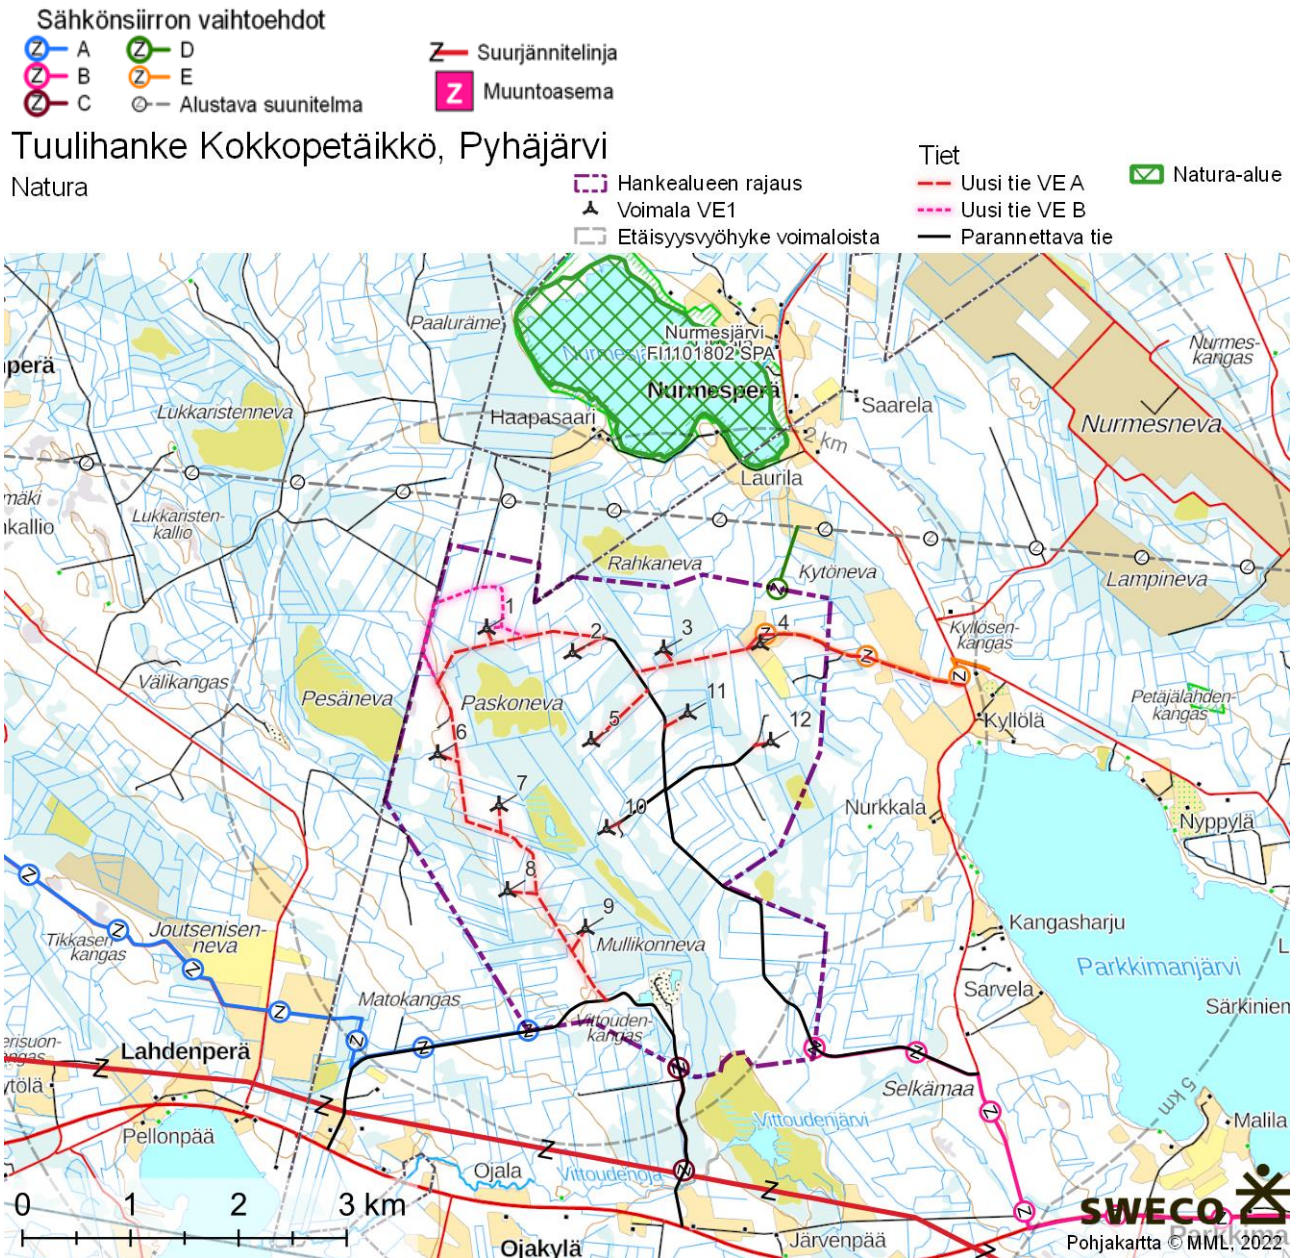 Sähkönsiirron vaihtoehdot
A
D
B
E
C
Alustava suunitelma
Suurjännitelinja
Muuntoasema
Tuulihanke Kokkopetäikkö, Pyhäjärvi
Natura
Hankealueen rajaus
Voimala VE1
Etäisyysvyöhyke voimaloista
Tiet
Uusi tie VE A
Uusi tie VE B
Parannettava tie
Natura-alue
Paaluräme
Nurmesjärvi
FI1101802 SPA
Nurmesperä
Nurmes-
kangas
perä
Lukkaristenneva
Haapasaari
Saarela
Nurmesneva
2 km
Laurila
mäki
kallio
Lukkaristen-
kallio
Rahkaneva
Kytöneva
Lampineva
1
2
3
4
Kyllösen-
kangas
Välikangas
Pesäneva
Paskoneva
11
Petäjälahden-
kangas
5
12
Kyllölä
6
7
10
Nurkkala
Nyppylä
8
9
Joutsenisen-
neva
Tikkasen
kangas
Mullikonneva
Kangasharju
Parkkimanjärvi
Matokangas
Sarvela
Särkinien
Vittouden-
kangas
Lahdenperä
Selkämaa
5 km
Pellonpää
Vittoudenjärvi
Malila
Ojala
Vittoudenoja
0 1 2 3 km
SWECO
Ojakylä
Järvenpää
Pohjakartta © MML 2022